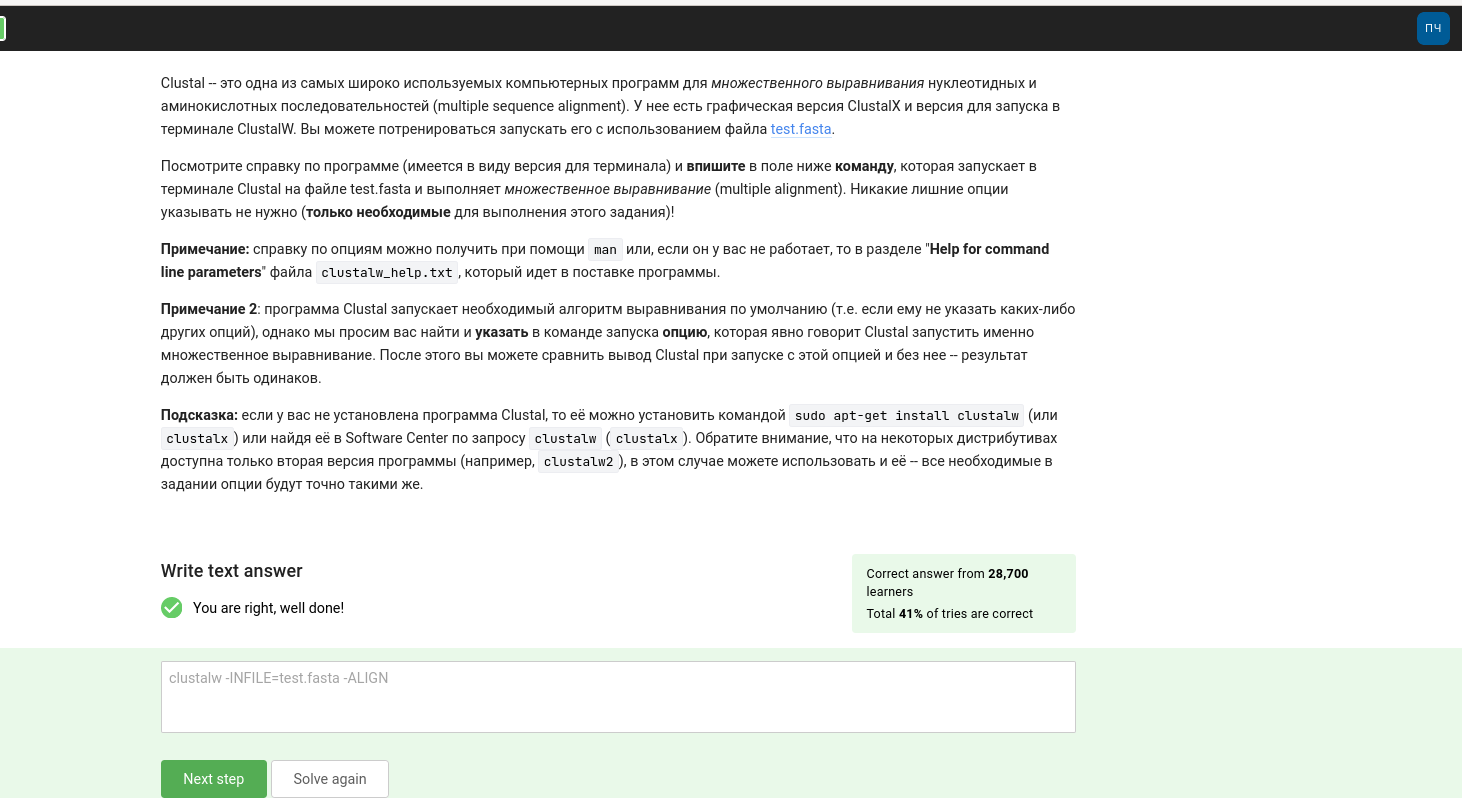 ПЧ
Clustal -- это одна из самых широко используемых компьютерных программ для множественного выравнивания нуклеотидных и
аминокислотных последовательностей (multiple sequence alignment). У нее есть графическая версия ClustalX и версия для запуска в
терминале ClustalW. Вы можете потренироваться запускать его с использованием файла test.fasta.
Посмотрите справку по программе (имеется в виду версия для терминала) и впишите в поле ниже команду, которая запускает в
терминале Clustal на файле test.fasta и выполняет множественное выравнивание (multiple alignment). Никакие лишние опции
указывать не нужно (только необходимые для выполнения этого задания)!
Примечание: справку по опциям можно получить при помощи man или, если он у вас не работает, то в разделе "Help for command
line parameters" файла clustalw_help.txt, который идет в поставке программы.
Примечание 2: программа Clustal запускает необходимый алгоритм выравнивания по умолчанию (т.е. если ему не указать каких-либо
других опций), однако мы просим вас найти и указать в команде запуска опцию, которая явно говорит Clustal запустить именно
множественное выравнивание. После этого вы можете сравнить вывод Clustal при запуске с этой опцией и без нее -- результат
должен быть одинаков.
Подсказка: если у вас не установлена программа Clustal, то её можно установить командой sudo apt-get install clustalw (или
clustalx) или найдя её в Software Center по запросу clustalw (clustalx). Обратите внимание, что на некоторых дистрибутивах
доступна только вторая версия программы (например, clustalw2), в этом случае можете использовать и её -- все необходимые в
задании опции будут точно такими же.
Write text answer
You are right, well done!
Correct answer from 28,700
learners
Total 41% of tries are correct
clustalw -INFILE=test.fasta -ALIGN
Next step Solve again